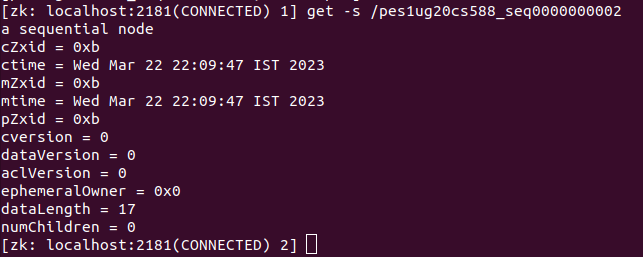 [zk: localhost:2181(CONNECTED) 1] get -s /pes1ug20cs588_seq0000000002
a sequential node
cZxid = 0xb
ctime = Wed Mar 22 22:09:47 IST 2023
mZxid = 0xb
mtime = Wed Mar 22 22:09:47 IST 2023
pZxid = 0xb
cversion = 0
dataVersion = 0
aclVersion = 0
ephemeralOwner = 0x0
dataLength = 17
numChildren = 0
[zk: localhost:2181(CONNECTED) 2]